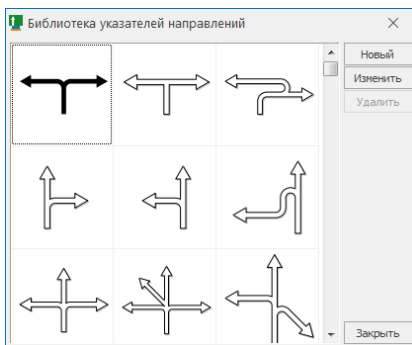 Библиотека указателей направлений
Новый
Изменить
Удалить
Закрыть